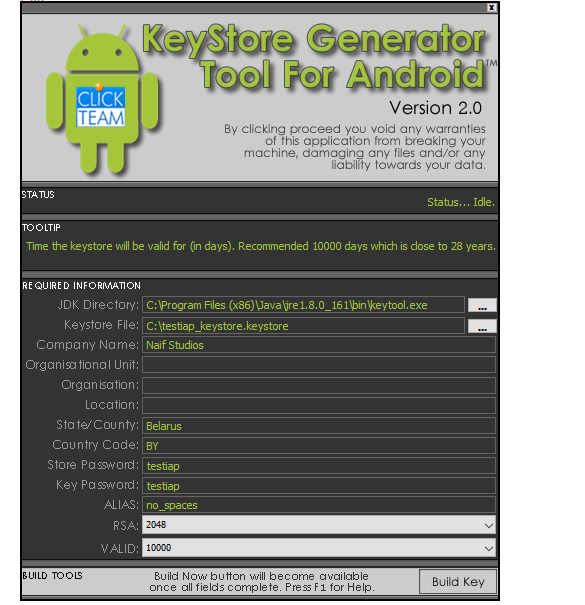 x
KeyStore Generator
Tool For Android™
CLICK
TEAM
Version 2.0
By clicking proceed you void any warranties
of this application from breaking your
machine, damaging any files and/or any
liability towards your data.
STATUS
Status... Idle.
TOOLTIP
Time the keystore will be valid for (in days). Recommended 10000 days which is close to 28 years.
REQUIRED INFORMATION
JDK Directory: C:\Program Files (x86)\Java\jre1.8.0_161\bin\keytool.exe ...
Keystore File: C:\testiap_keystore.keystore ...
Company Name: Naif Studios
Organisational Unit:
Organisation:
Location:
State/County: Belarus
Country Code: BY
Store Password: testiap
Key Password: testiap
ALIAS: no_spaces
RSA: 2048
VALID: 10000
BUILD TOOLS
Build Now button will become available
once all fields complete. Press F1 for Help.
Build Key